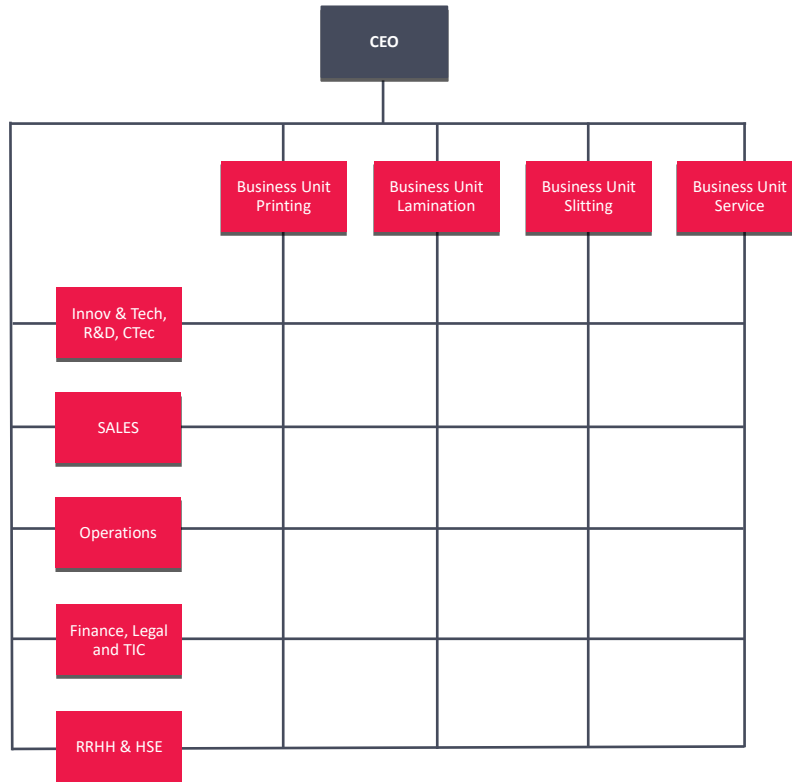 CEO
Business Unit
Printing
Business Unit
Lamination
Business Unit
Slitting
Business Unit
Service
Innov & Tech,
R&D, CTec
SALES
Operations
Finance, Legal
and TIC
RRHH & HSE